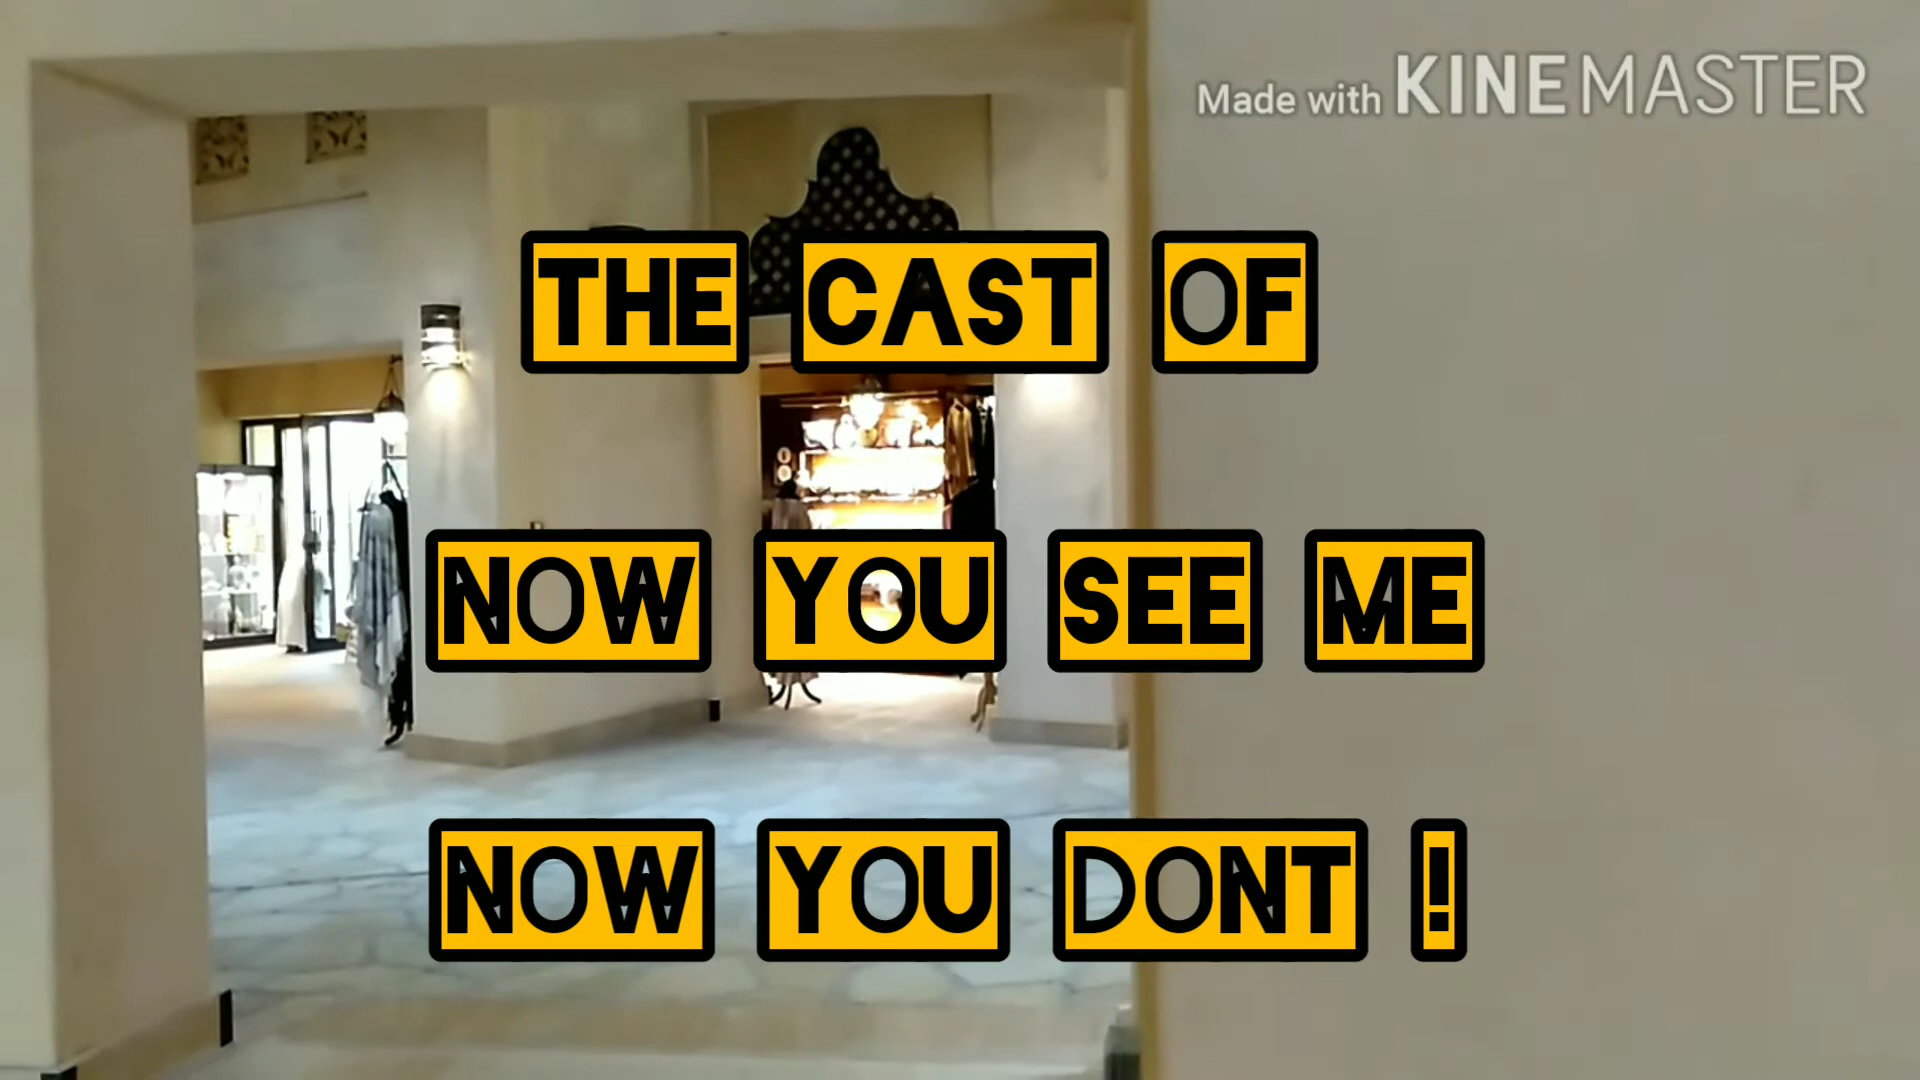 Made with KINEMASTER
THE CAST OF
NOW YOU SEE ME
NOW YOU DONT !